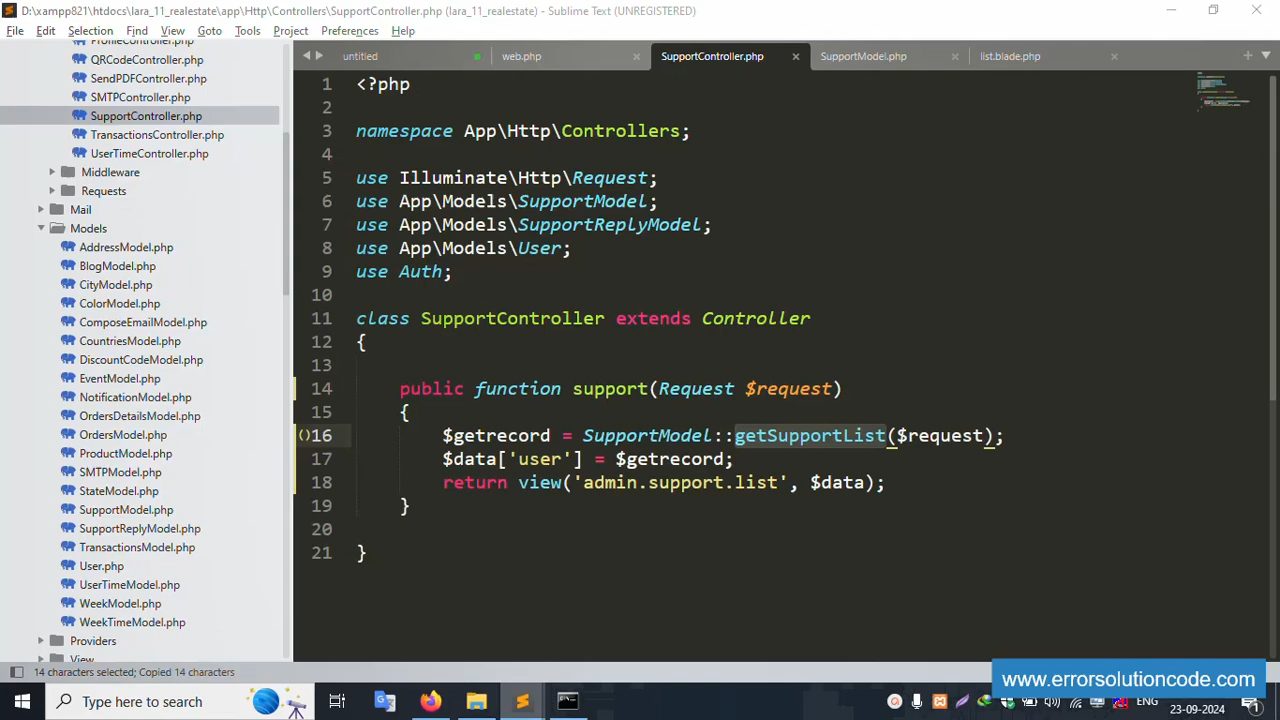 D:\xampp821\htdocs\lara_11_realestate\app\Http\Controllers\SupportController.php (lara_11_realestate) - Sublime Text (UNREGISTERED)
File Edit Selection Find View Goto Tools Project Preferences Help
ProfileController.php
QRCodeController.php
SendPDFController.php
SMTPController.php
SupportController.php
TransactionsController.php
UserTimeController.php
Middleware
Requests
Mail
Models
AddressModel.php
BlogModel.php
CityModel.php
ColorModel.php
ComposeEmailModel.php
CountriesModel.php
DiscountCodeModel.php
EventModel.php
NotificationModel.php
OrdersDetailsModel.php
OrdersModel.php
ProductModel.php
SMTPModel.php
StateModel.php
SupportModel.php
SupportReplyModel.php
TransactionsModel.php
User.php
UserTimeModel.php
WeekModel.php
WeekTimeModel.php
Providers
View
untitled web.php SupportController.php SupportModel.php list.blade.php
1 <?php
2
3 namespace App\Http\Controllers;
4
5 use Illuminate\Http\Request;
6 use App\Models\SupportModel;
7 use App\Models\SupportReplyModel;
8 use App\Models\User;
9 use Auth;
10
11 class SupportController extends Controller
12 {
13
14 public function support(Request $request)
15 {
16 $getrecord = SupportModel::getSupportList($request);
17 $data['user'] = $getrecord;
18 return view('admin.support.list', $data);
19 }
20
21 }
14 characters selected; Copied 14 characters
www.errorsolutioncode.com
Type here to search
ENG
23-09-2024